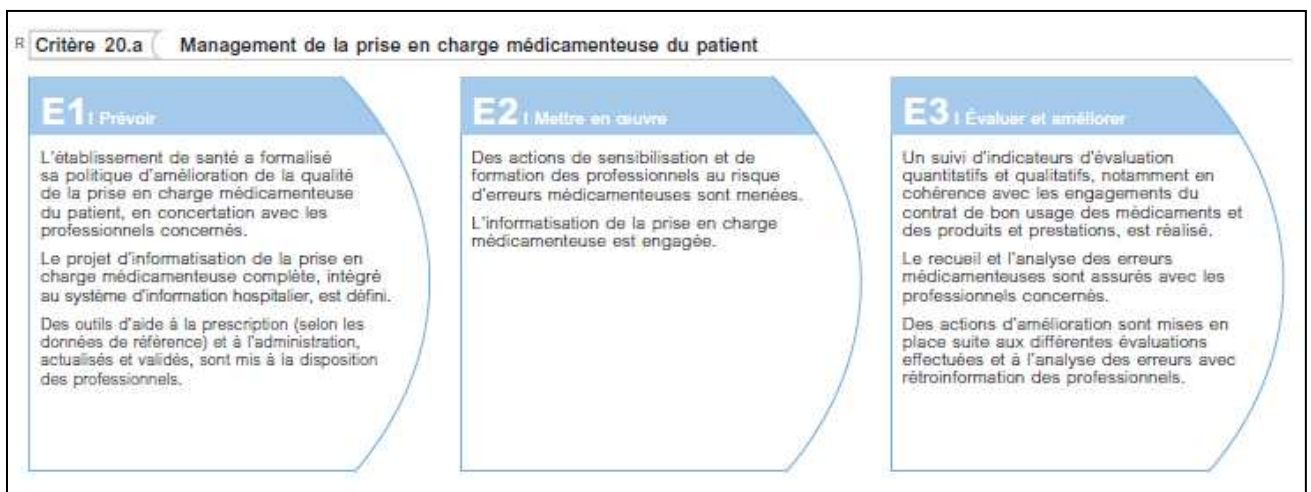 R Critère 20.a Management de la prise en charge médicamenteuse du patient
E1 I Prévoir
L'établissement de santé a formalisé
sa politique d'amélioration de la qualité
de la prise en charge médicamenteuse
du patient, en concertation avec les
professionnels concernés.
Le projet d'informatisation de la prise en
charge médicamenteuse complète, intégré
au système d'information hospitalier, est défini.
Des outils d'aide à la prescription (selon les
données de référence) et à l'administration,
actualisés et validés, sont mis à la disposition
des professionnels.
E2 I Mettre en œuvre
Des actions de sensibilisation et de
formation des professionnels au risque
d'erreurs médicamenteuses sont menées.
L'informatisation de la prise en charge
médicamenteuse est engagée.
E3 I Évaluer et améliorer
Un suivi d'indicateurs d'évaluation
quantitatifs et qualitatifs, notamment en
cohérence avec les engagements du
contrat de bon usage des médicaments et
des produits et prestations, est réalisé.
Le recueil et l'analyse des erreurs
médicamenteuses sont assurés avec les
professionnels concernés.
Des actions d'amélioration sont mises en
place suite aux différentes évaluations
effectuées et à l'analyse des erreurs avec
rétroinformation des professionnels.